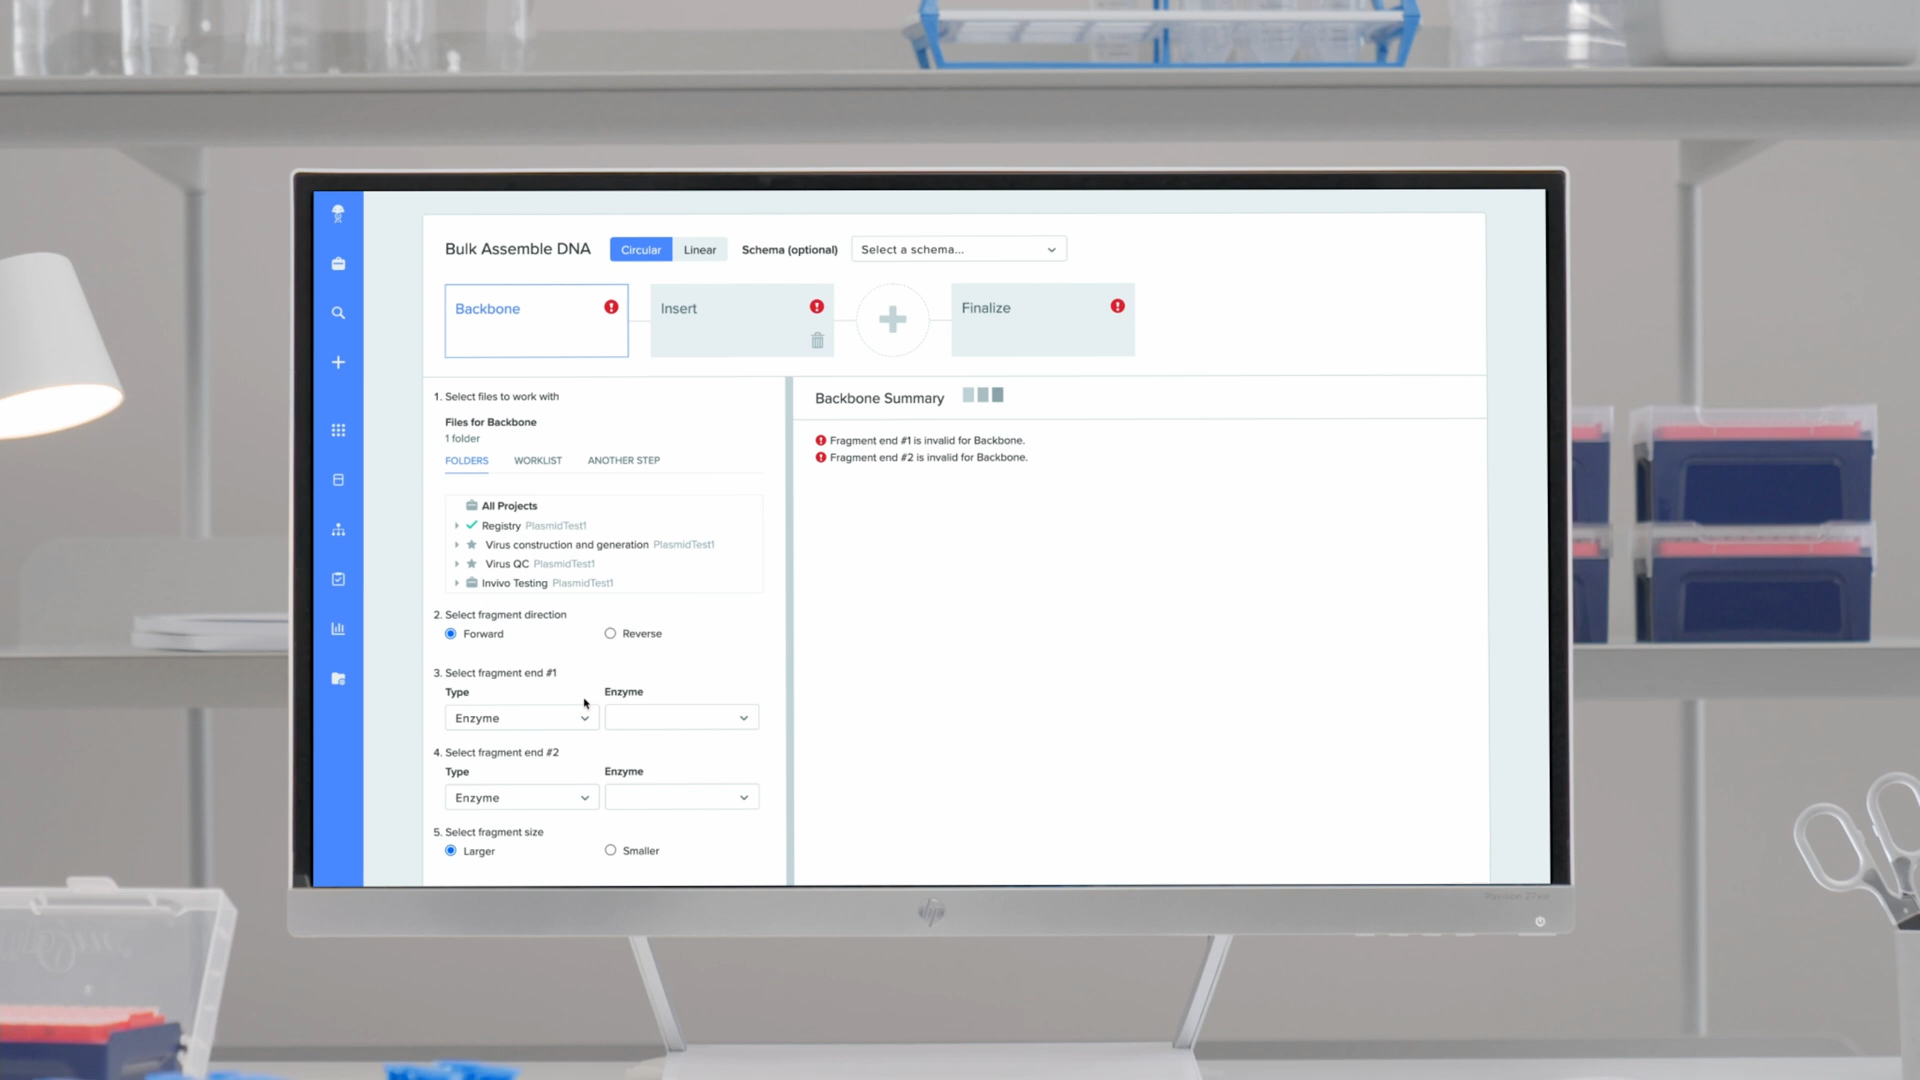 Bulk Assemble DNA Circular Linear Schema (optional) Select a schema...
Backbone Insert Finalize
1. Select files to work with
Files for Backbone
1 folder
FOLDERS WORKLIST ANOTHER STEP
All Projects
Registry PlasmidTest1
Virus construction and generation PlasmidTest1
Virus QC PlasmidTest1
Invivo Testing PlasmidTest1
2. Select fragment direction
Forward Reverse
3. Select fragment end #1
Type Enzyme
Enzyme
4. Select fragment end #2
Type Enzyme
Enzyme
5. Select fragment size
Larger Smaller
Backbone Summary
Fragment end #1 is invalid for Backbone.
Fragment end #2 is invalid for Backbone.
hp